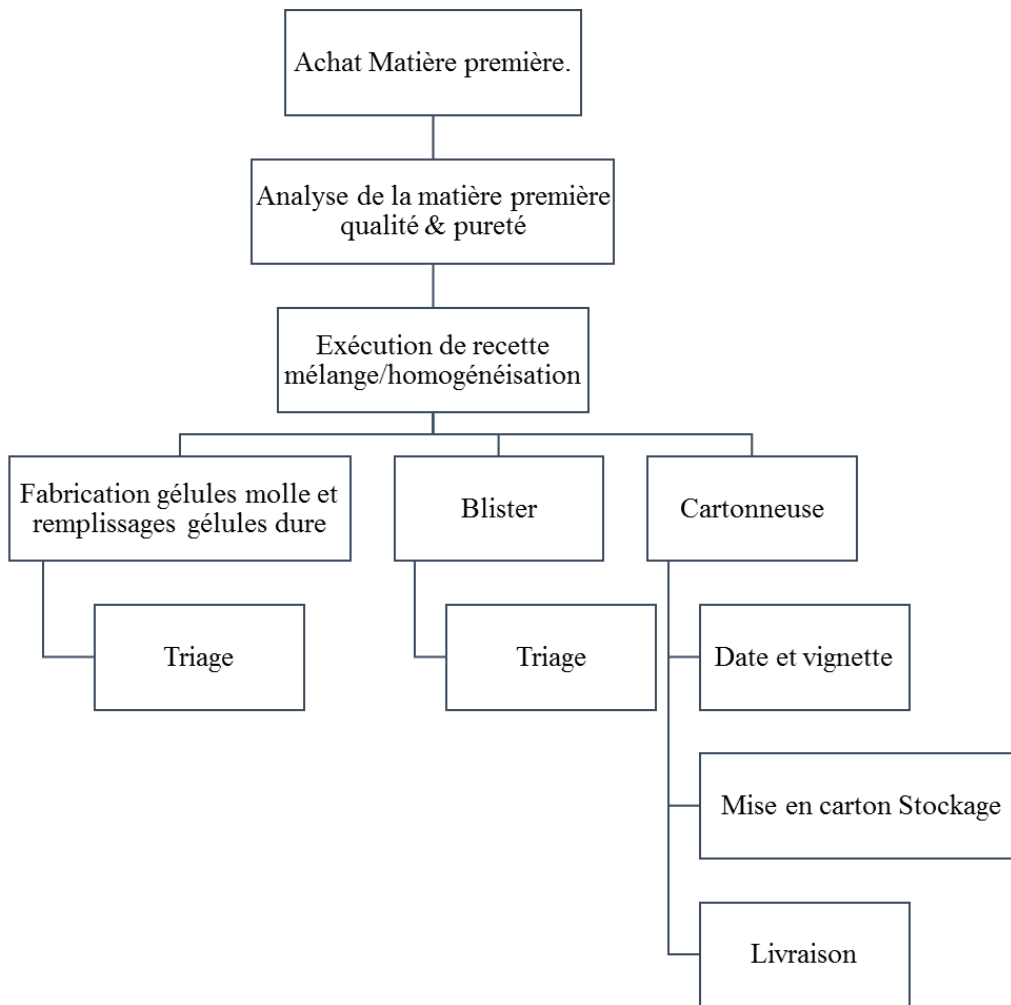 Achat Matière première.
Analyse de la matière première
qualité & pureté
Exécution de recette
mélange/homogénéisation
Fabrication gélules molle et
remplissages gélules dure
Blister
Cartonneuse
Triage
Triage
Date et vignette
Mise en carton Stockage
Livraison